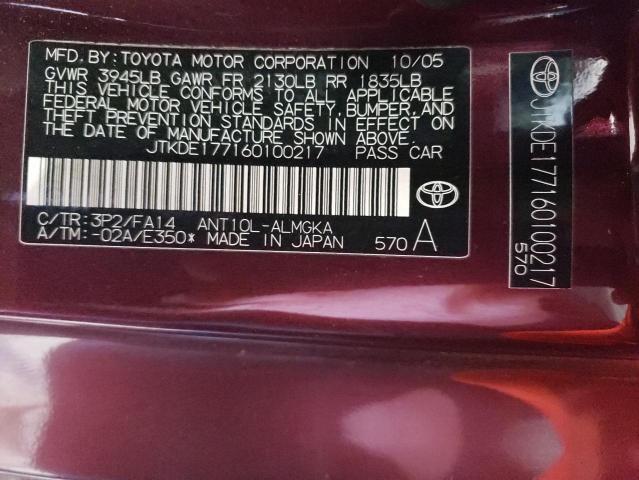 MFD. BY: TOYOTA MOTOR CORPORATION 10/05
GVWR 3945LB GAWR FR 2130LB RR 1835LB
THIS VEHICLE CONFORMS TO ALL APPLICABLE
FEDERAL MOTOR VEHICLE SAFETY, BUMPER, AND
THEFT PREVENTION STANDARDS IN EFFECT ON
THE DATE OF MANUFACTURE SHOWN ABOVE.
JTKDE177160100217 PASS CAR
C/TR: 3P2/FA14 ANT10L-ALMGKA
A/TM: -02A/E350* MADE IN JAPAN 570 A
TOYOTA
JTKDE177160100217
570